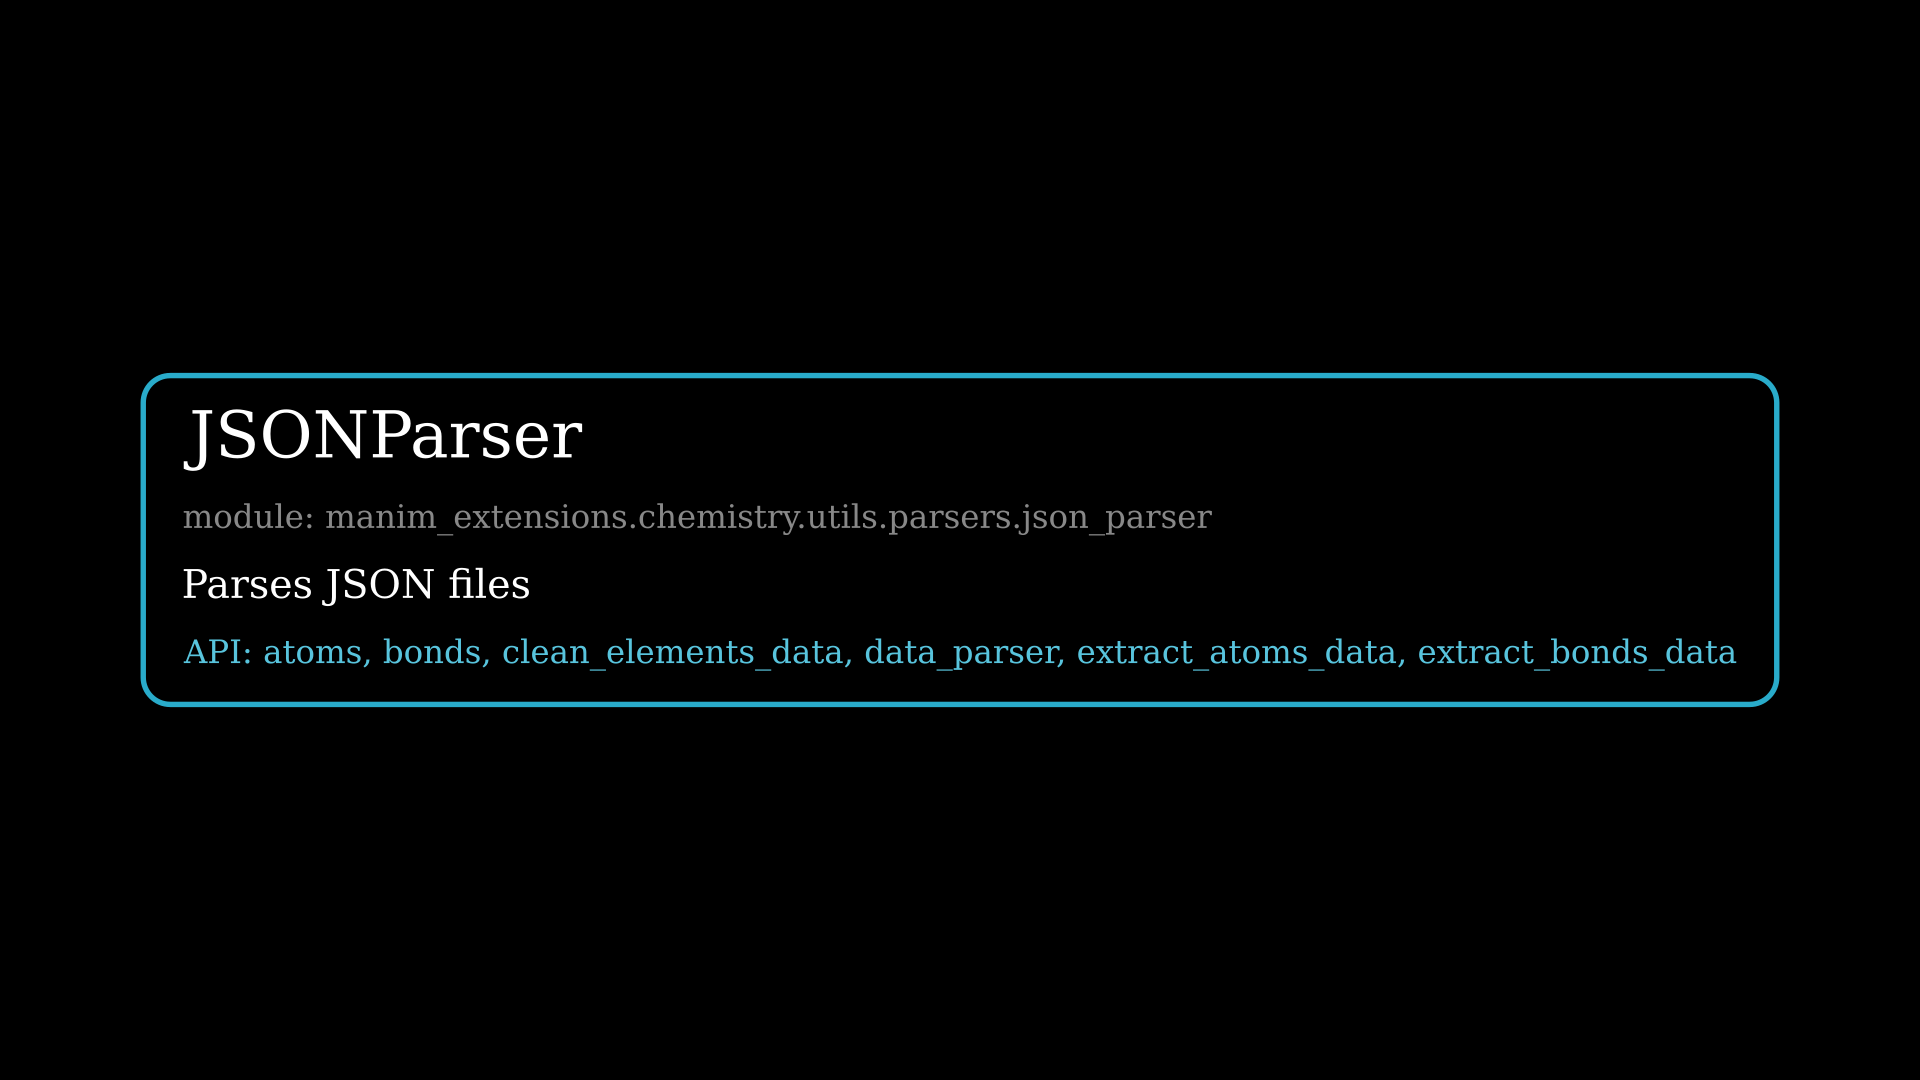 JSONParser
module: manim_extensions.chemistry.utils.parsers.json_parser
Parses JSON files
API: atoms, bonds, clean_elements_data, data_parser, extract_atoms_data, extract_bonds_data